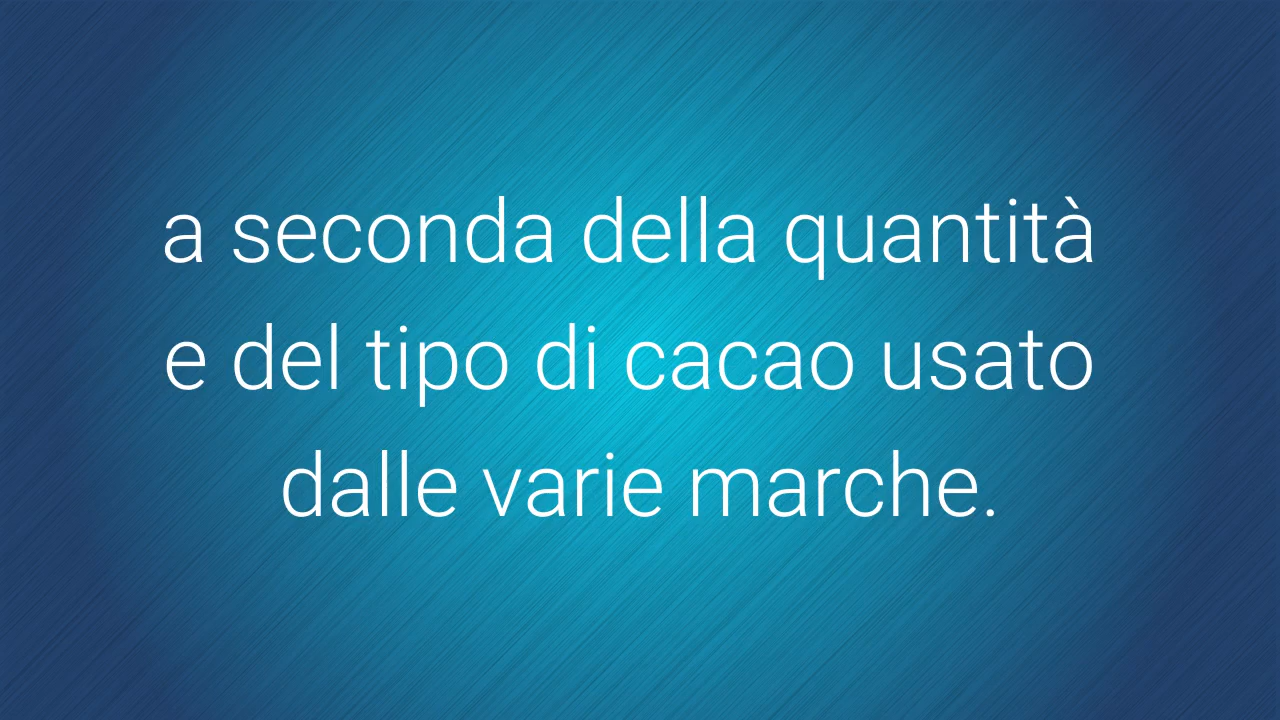 a seconda della quantità
e del tipo di cacao usato
dalle varie marche.